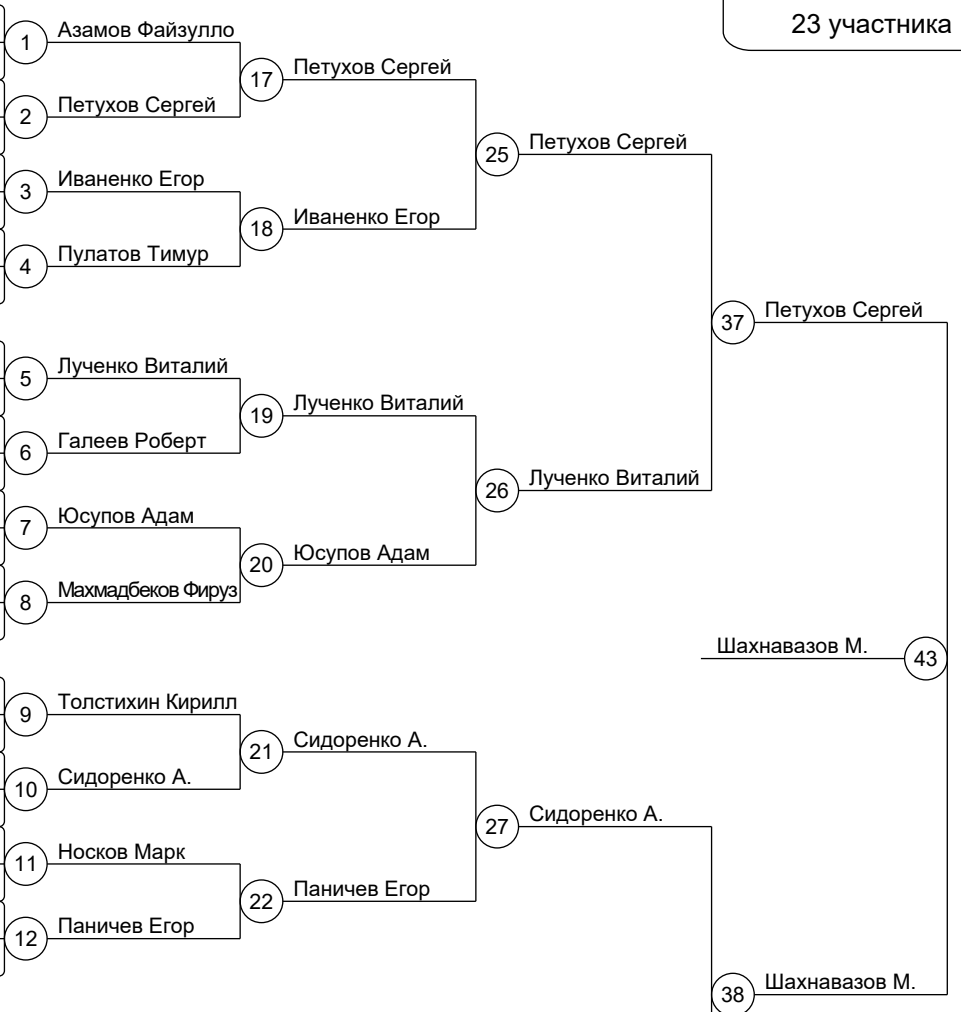 23 участника
1 Азамов Файзулло
17 Петухов Сергей
2 Петухов Сергей
25 Петухов Сергей
3 Иваненко Егор
18 Иваненко Егор
4 Пулатов Тимур
37 Петухов Сергей
5 Лученко Виталий
19 Лученко Виталий
6 Галеев Роберт
26 Лученко Виталий
7 Юсупов Адам
20 Юсупов Адам
8 Махмадбеков Фируз
Шахнавазов М. 43
9 Толстихин Кирилл
21 Сидоренко А.
10 Сидоренко А.
27 Сидоренко А.
11 Носков Марк
22 Паничев Егор
12 Паничев Егор
38 Шахнавазов М.